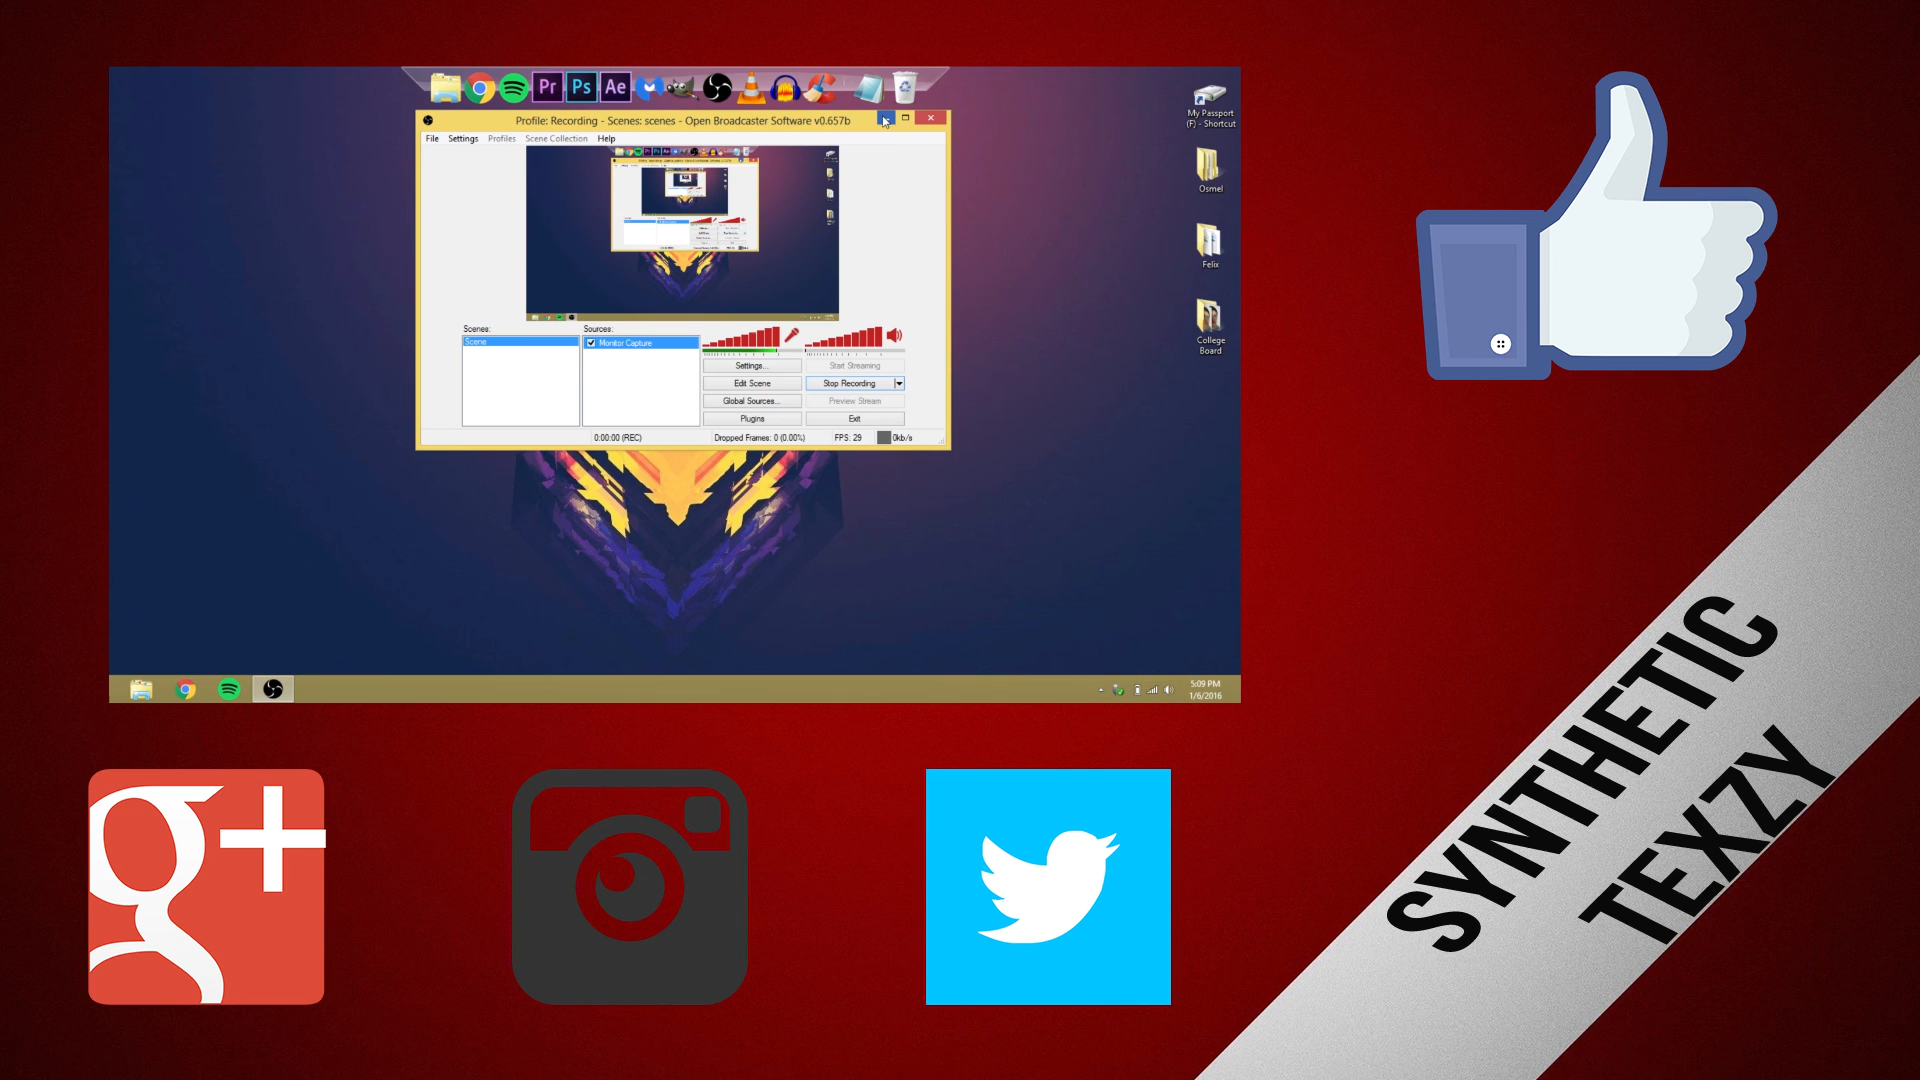 Pr Ps Ae
Profile: Recording - Scenes: scenes - Open Broadcaster Software v0.657b
File Settings Profiles Scene Collection Help
My Passport
(F) - Shortcut
Osmel
Felix
College
Board
Scenes:
Scene
Sources:
Monitor Capture
Settings...
Start Streaming
Edit Scene
Stop Recording
Global Sources...
Preview Stream
Plugins
Exit
0:00:00 (REC)
Dropped Frames: 0 (0.00%)
FPS: 29
0kb/s
5:09 PM
1/6/2016
g+
SYNTHETIC
TEXZY